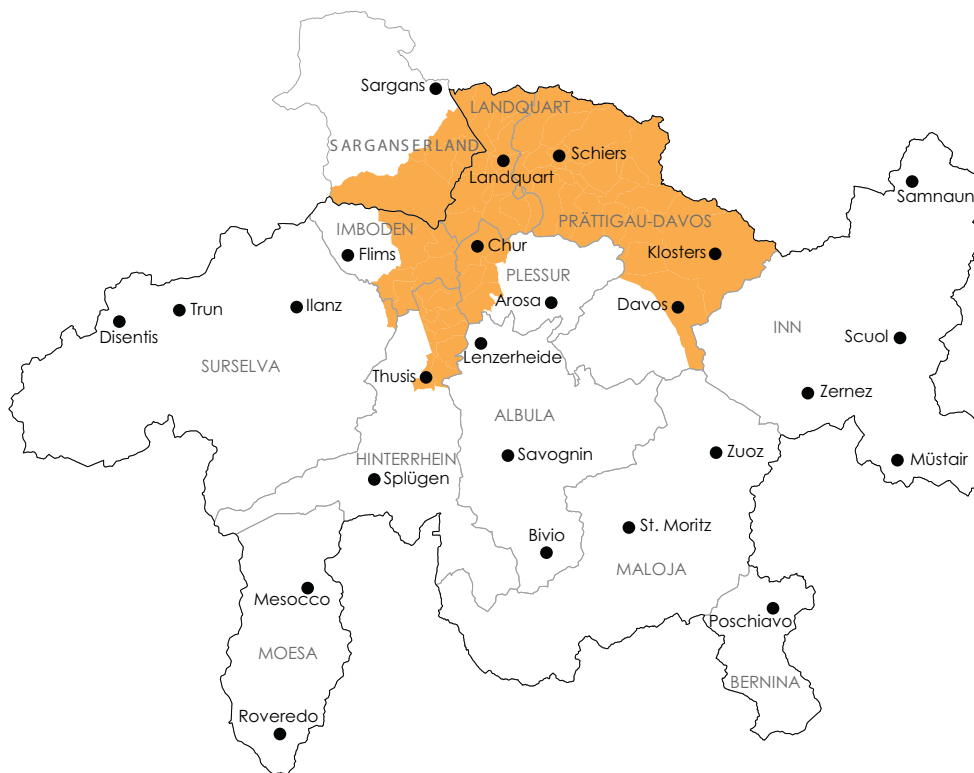 Sargans
LANDQUART
SARGANSERLAND
Schiers
Landquart
Samnaun
PRÄTTIGAU-DAVOS
IMBODEN
Chur
Flims
Klosters
PLESSUR
Arosa
Davos
Trun
Ilanz
Disentis
INN
Scuol
Lenzerheide
SURSELVA
Thusis
Zernez
ALBULA
Savognin
Zuoz
HINTERRHEIN
Müstair
Splügen
St. Moritz
Bivio
MALOJA
Mesocco
Poschiavo
MOESA
BERNINA
Roveredo